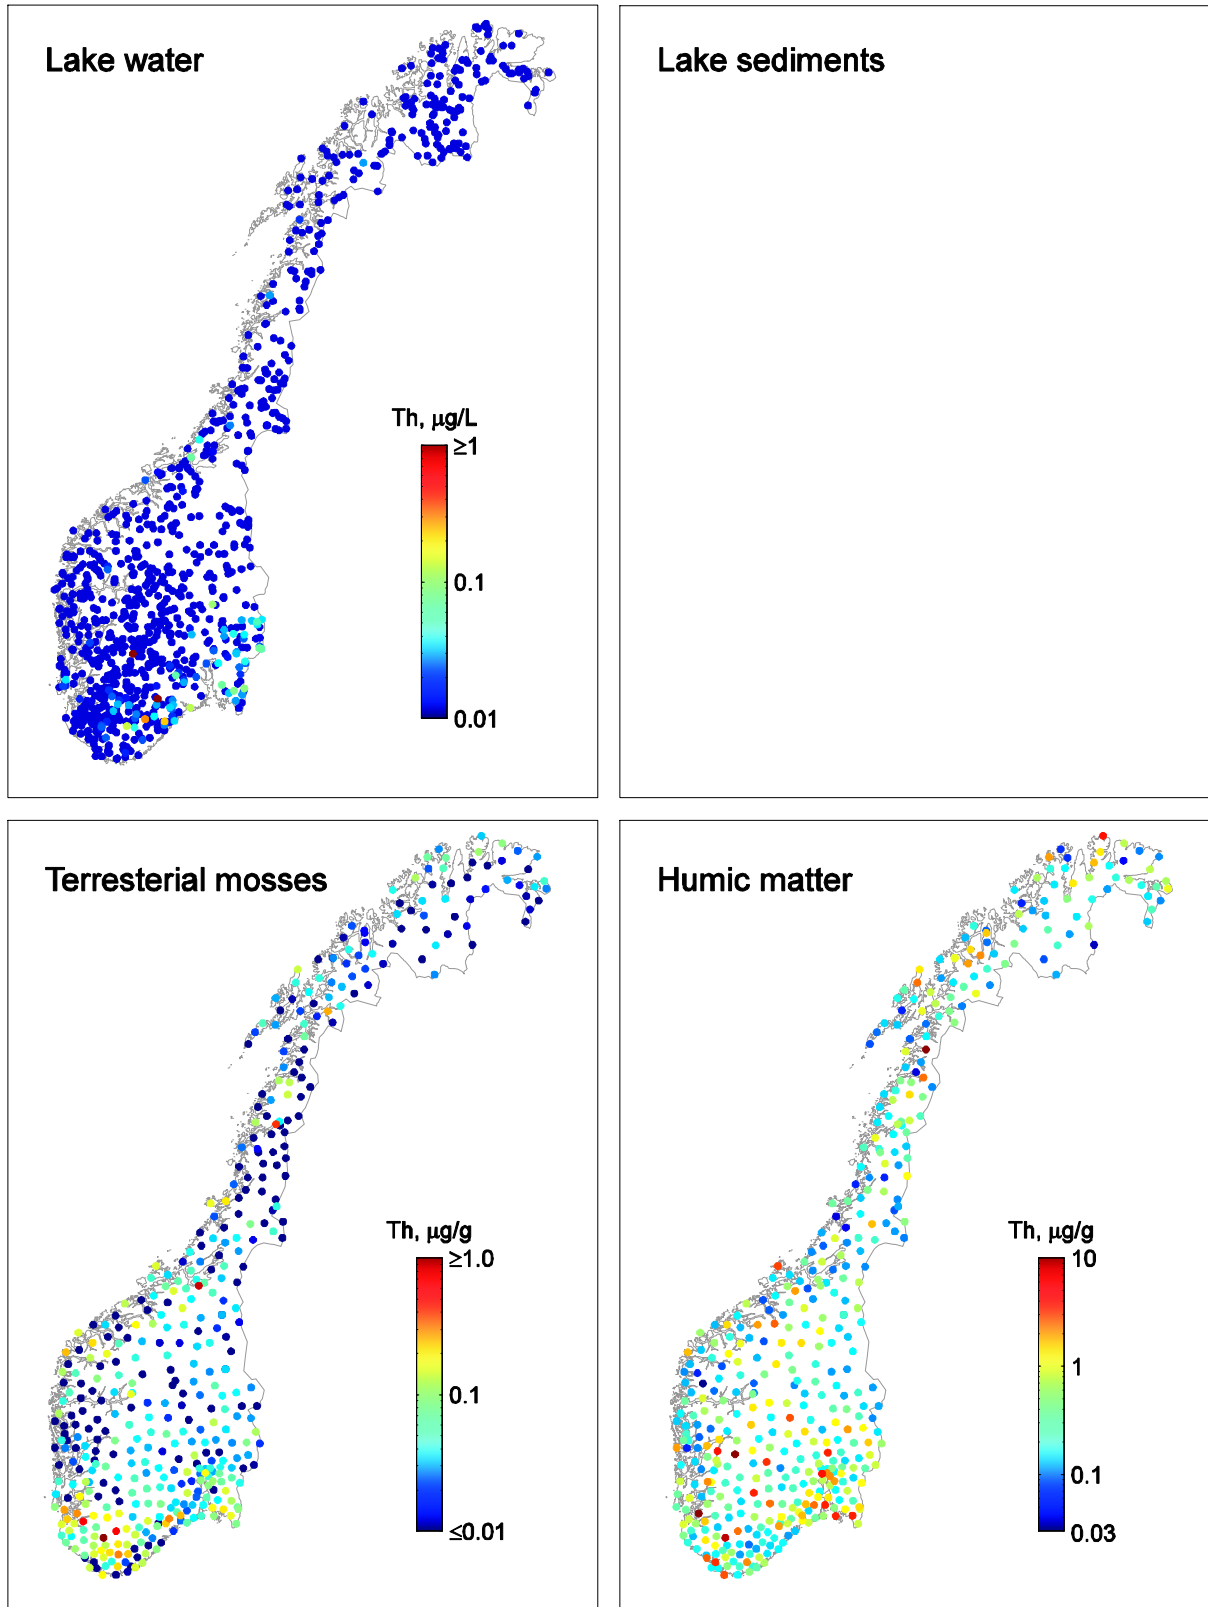 Lake water
Th, μg/L
≥1
0.1
0.01
Lake sediments
Terresterial mosses
Th, μg/g
≥1.0
0.1
≤0.01
Humic matter
Th, μg/g
10
1
0.1
0.03